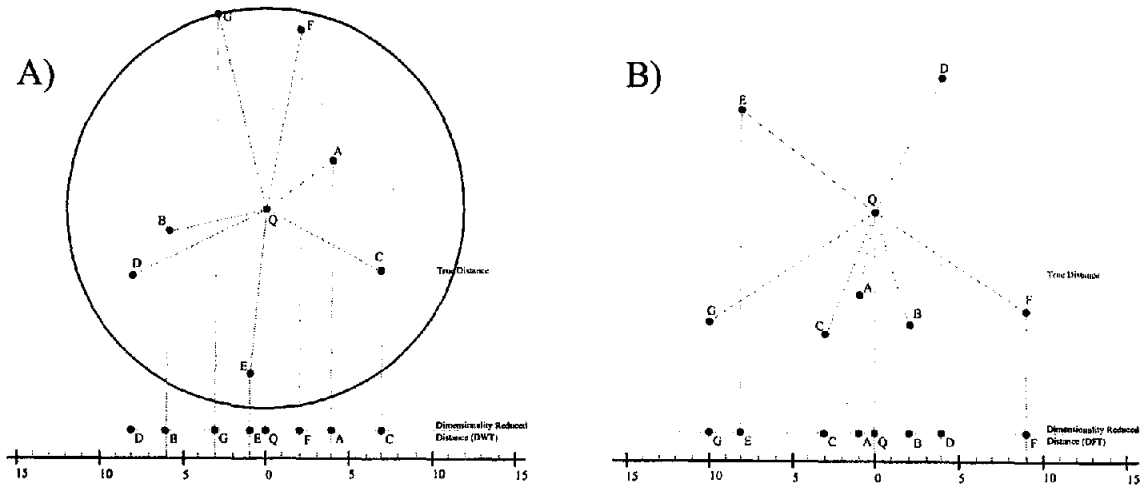 A)
G
F
A
Q
B
D
C
E
True Distance
D B G E Q F A C
Dimensionality Reduced
Distance (DWT)
15 10 5 0 5 10 15
B)
D
E
Q
A
G
F
C
B
True Distance
G E C A Q B D F
Dimensionality Reduced
Distance (DFT)
15 10 5 0 5 10 15